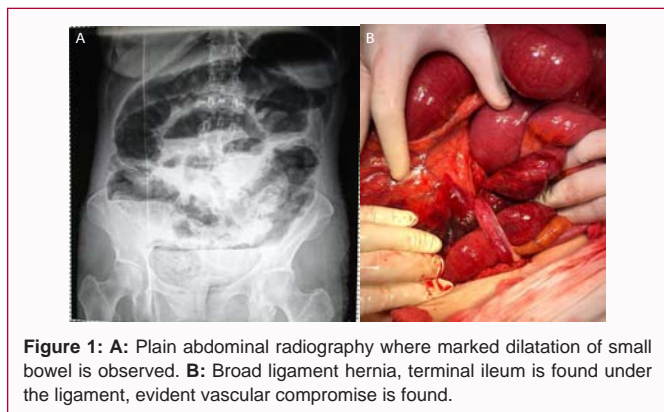 A
B
Figure 1: A: Plain abdominal radiography where marked dilatation of small
bowel is observed. B: Broad ligament hernia, terminal ileum is found under
the ligament, evident vascular compromise is found.